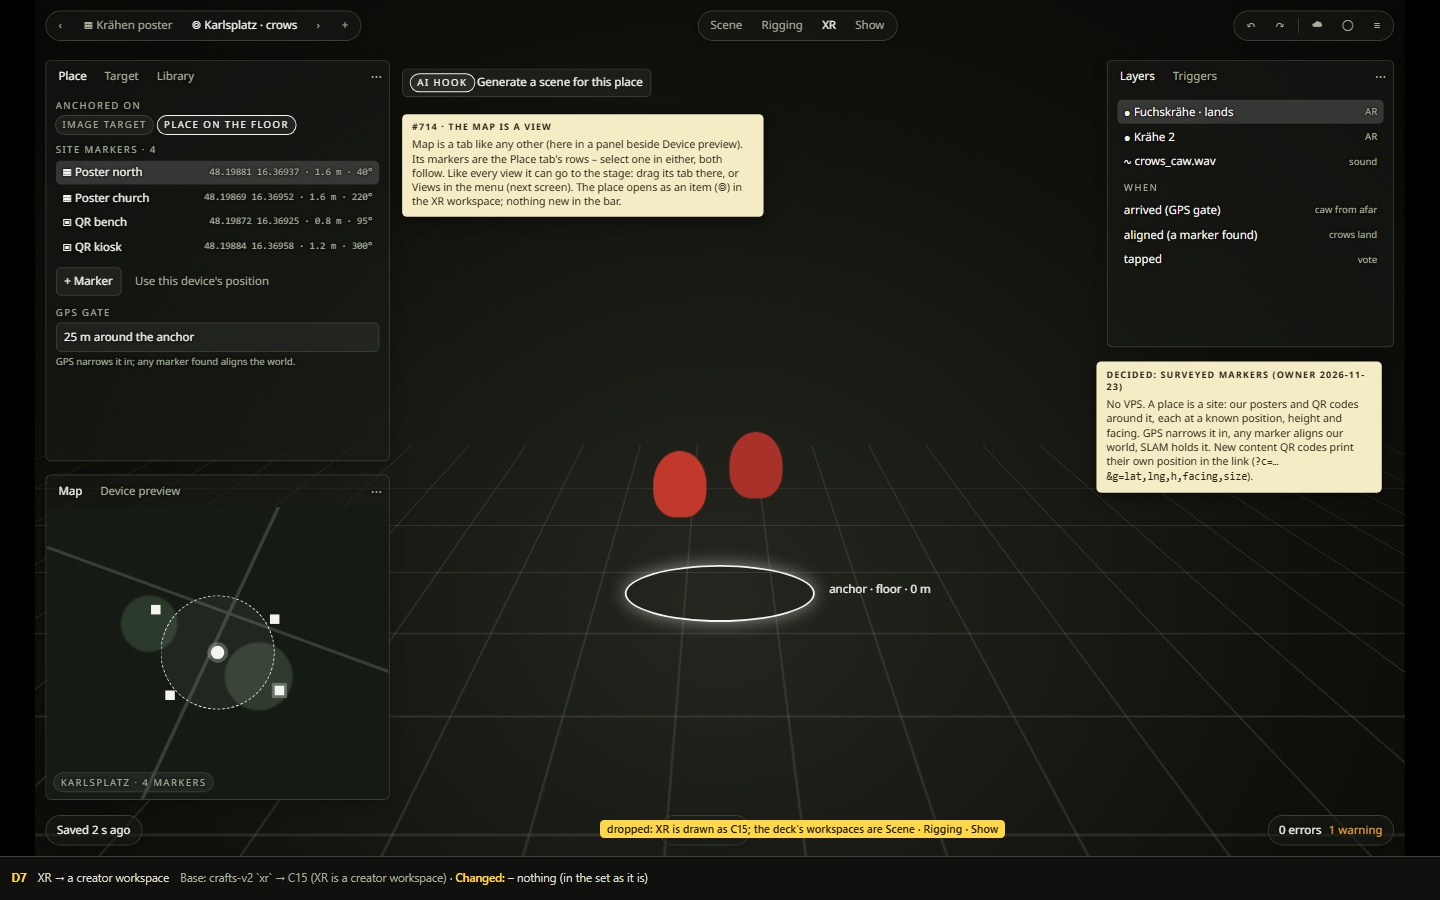 ‹ Krähen poster ◎ Karlsplatz · crows › +
Scene Rigging XR Show
Place Target Library ···
ANCHORED ON
IMAGE TARGET PLACE ON THE FLOOR
SITE MARKERS · 4
Poster north 48.19881 16.36937 · 1.6 m · 40°
Poster church 48.19869 16.36952 · 1.6 m · 220°
QR bench 48.19872 16.36925 · 0.8 m · 95°
QR kiosk 48.19884 16.36958 · 1.2 m · 300°
+ Marker Use this device's position
GPS GATE
25 m around the anchor
GPS narrows it in; any marker found aligns the world.
Map Device preview ···
KARLSPLATZ · 4 MARKERS
Saved 2 s ago
AI HOOK Generate a scene for this place
#714 · THE MAP IS A VIEW
Map is a tab like any other (here in a panel beside Device preview).
Its markers are the Place tab's rows – select one in either, both
follow. Like every view it can go to the stage: drag its tab there, or
Views in the menu (next screen). The place opens as an item (◎) in
the XR workspace; nothing new in the bar.
anchor · floor · 0 m
Layers Triggers ···
● Fuchskrähe · lands AR
● Krähe 2 AR
∿ crows_caw.wav sound
WHEN
arrived (GPS gate) caw from afar
aligned (a marker found) crows land
tapped vote
DECIDED: SURVEYED MARKERS (OWNER 2026-11-
23)
No VPS. A place is a site: our posters and QR codes
around it, each at a known position, height and
facing. GPS narrows it in, any marker aligns our
world, SLAM holds it. New content QR codes print
their own position in the link (?c=…
&g=lat,lng,h,facing,size).
dropped: XR is drawn as C15; the deck's workspaces are Scene · Rigging · Show
0 errors 1 warning
D7 XR → a creator workspace Base: crafts-v2 `xr` → C15 (XR is a creator workspace) · Changed: – nothing (in the set as it is)